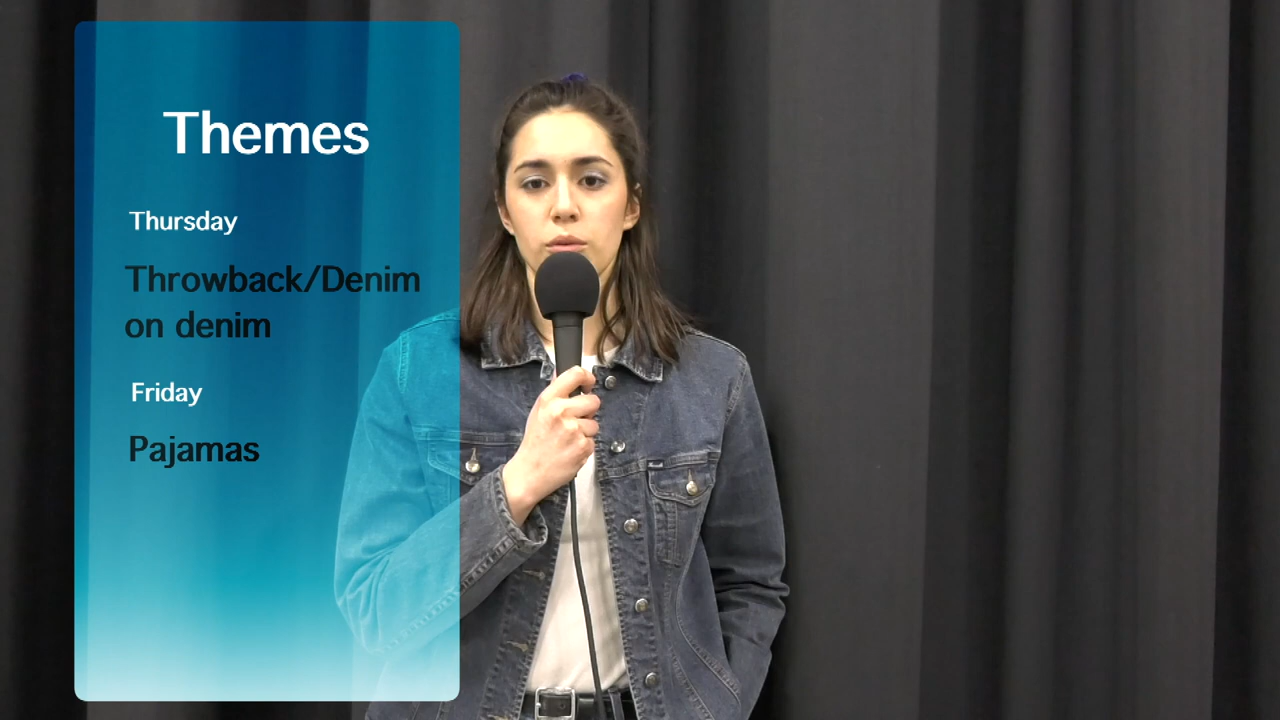 Themes
Thursday
Throwback/Denim
on denim
Friday
Pajamas